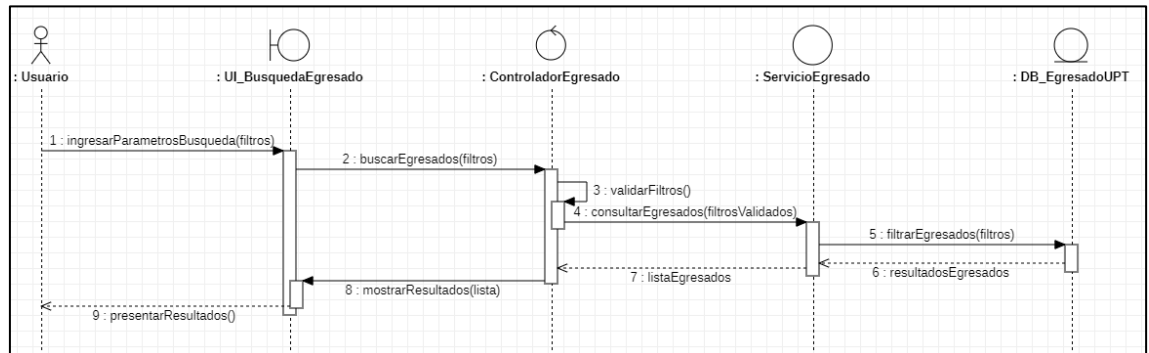 : Usuario
: UI_BusquedaEgresado
: ControladorEgresado
: ServicioEgresado
: DB_EgresadoUPT
1 : ingresarParametrosBusqueda(filtros)
2 : buscarEgresados(filtros)
3 : validarFiltros()
4 : consultarEgresados(filtrosValidados)
5 : filtrarEgresados(filtros)
6 : resultadosEgresados
7 : listaEgresados
8 : mostrarResultados(lista)
9 : presentarResultados()